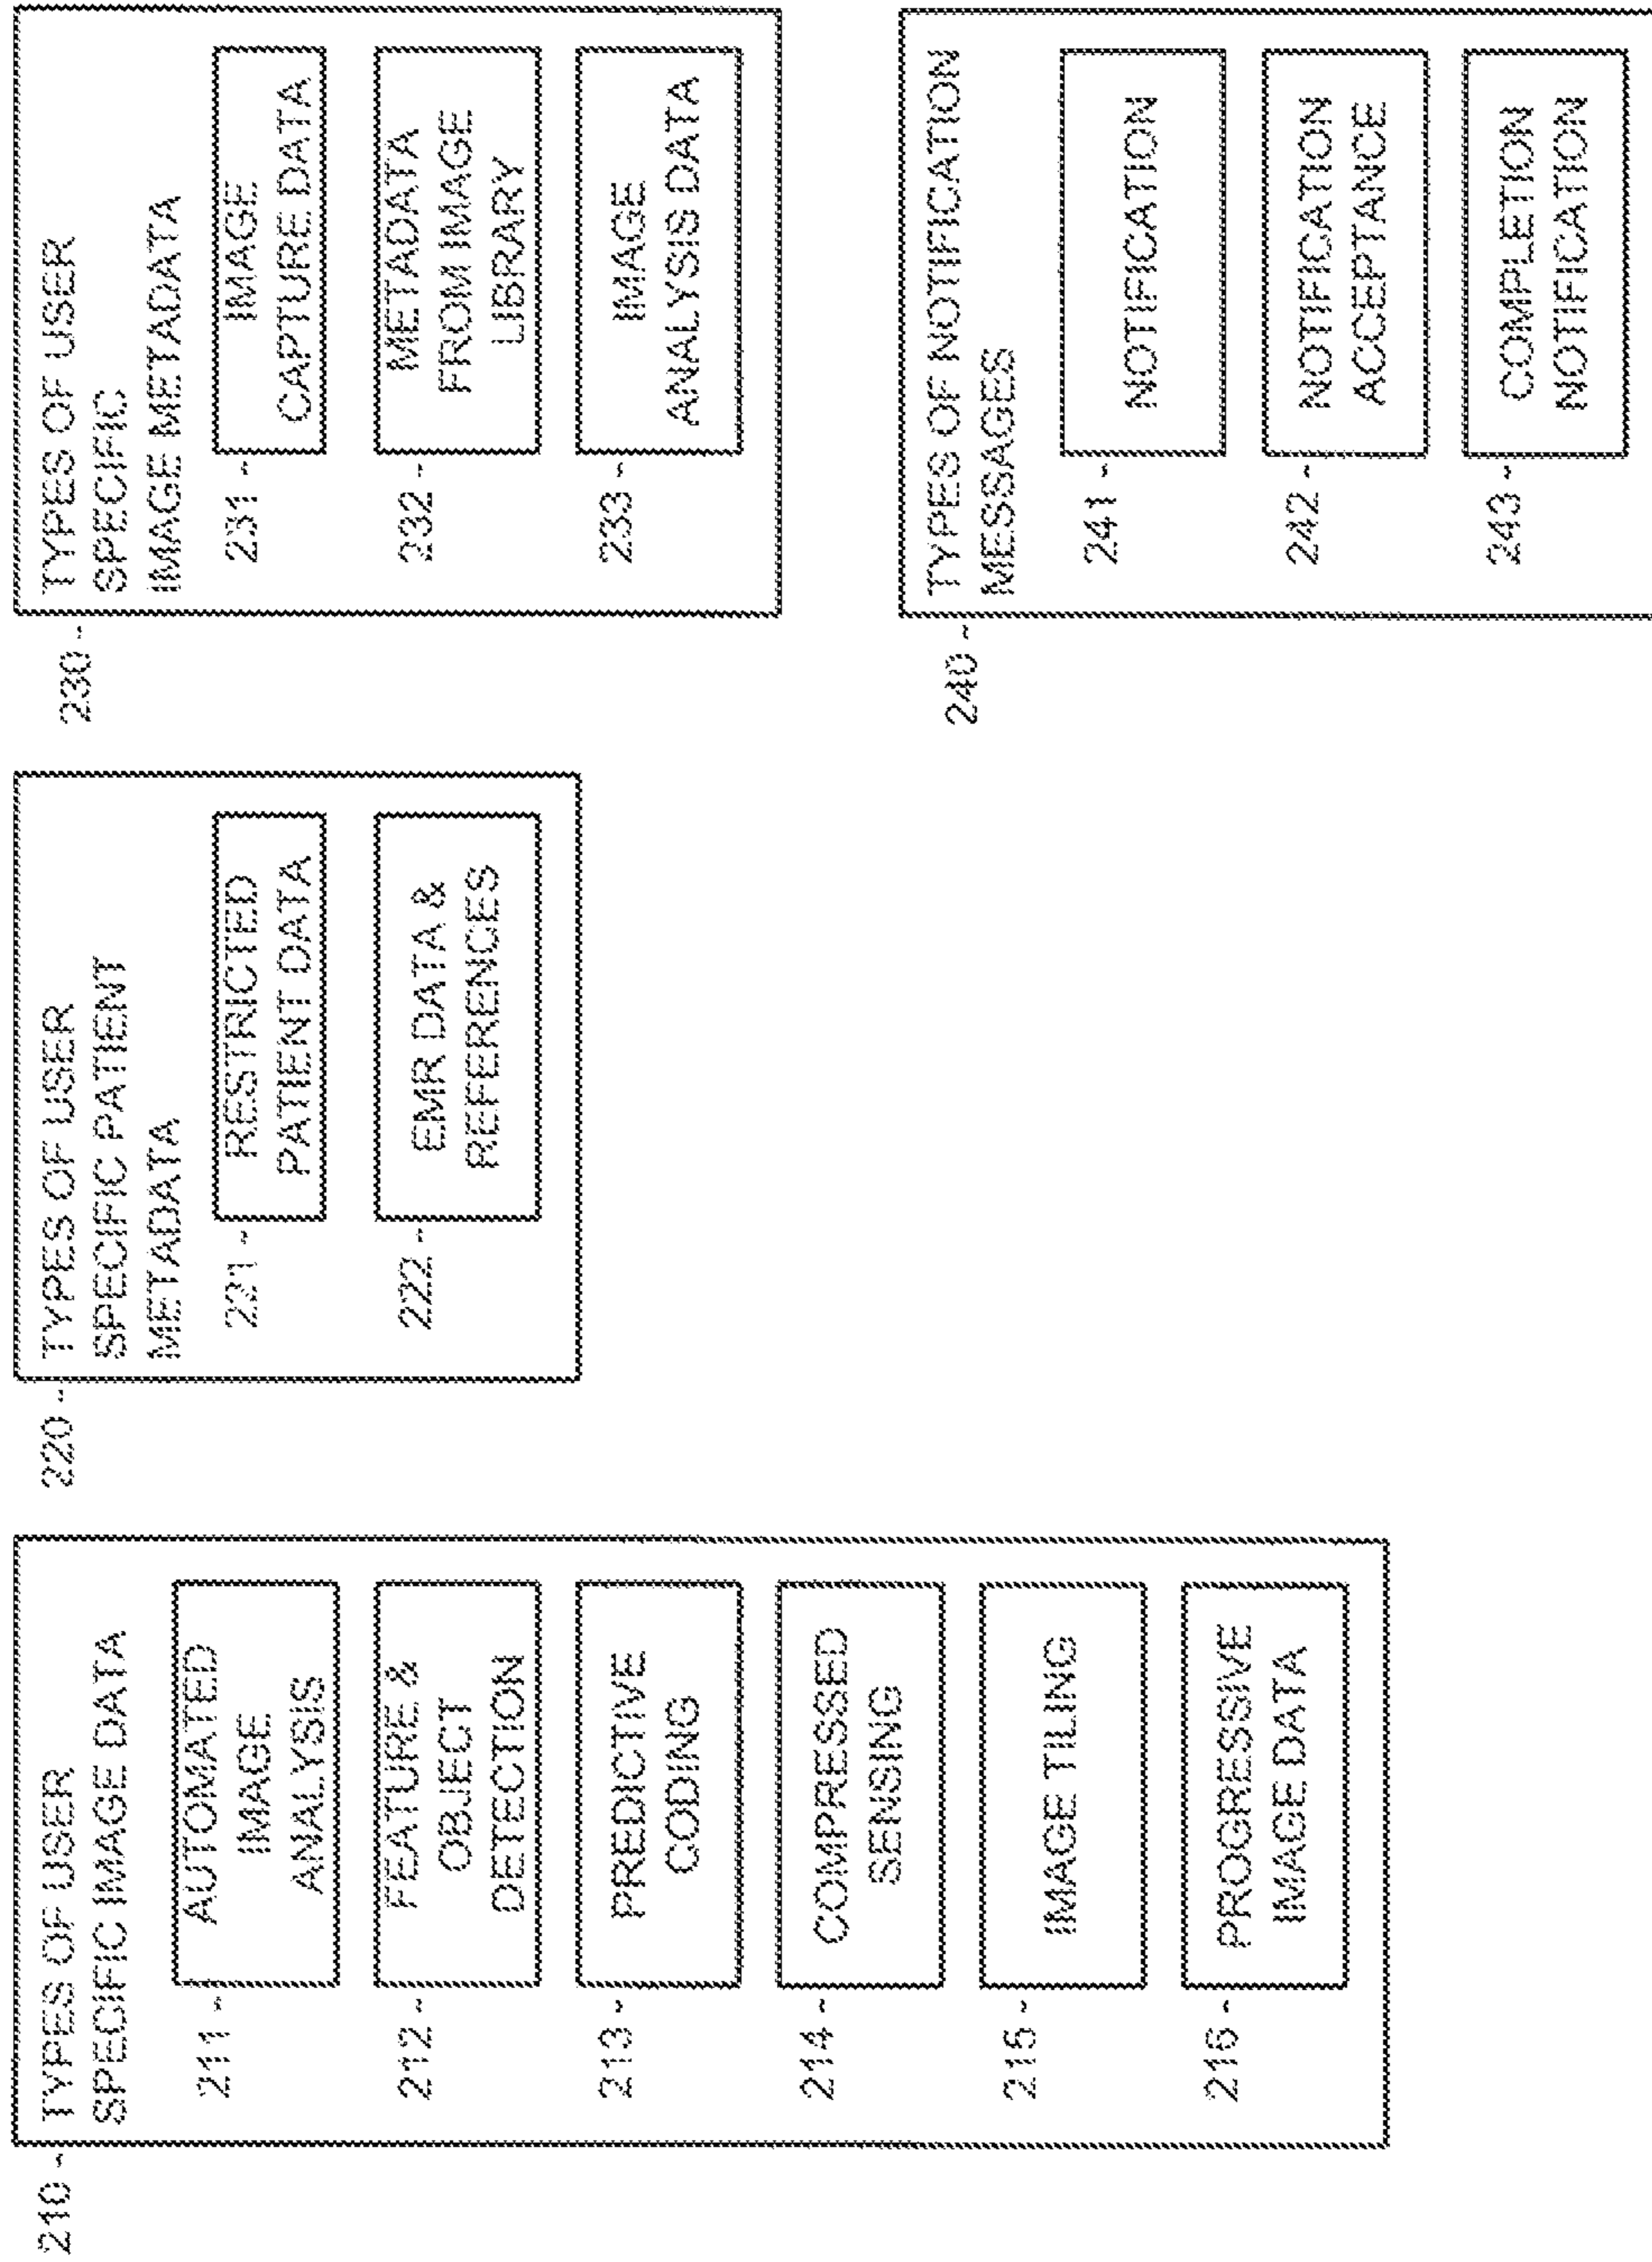 210
TYPES OF USER
SPECIFIC IMAGE DATA
211
AUTOMATED
IMAGE
ANALYSIS
212
FEATURE &
OBJECT
DETECTION
213
PREDICTIVE
CODING
214
COMPRESSED
SENSING
215
IMAGE TILING
216
PROGRESSIVE
IMAGE DATA
220
TYPES OF USER
SPECIFIC PATIENT
METADATA
221
RESTRICTED
PATIENT DATA
222
EMR DATA &
REFERENCES
230
TYPES OF USER
SPECIFIC
IMAGE METADATA
231
IMAGE
CAPTURE DATA
232
METADATA
FROM IMAGE
LIBRARY
233
IMAGE
ANALYSIS DATA
240
TYPES OF NOTIFICATION
MESSAGES
241
NOTIFICATION
242
NOTIFICATION
ACCEPTANCE
243
COMPLETION
NOTIFICATION